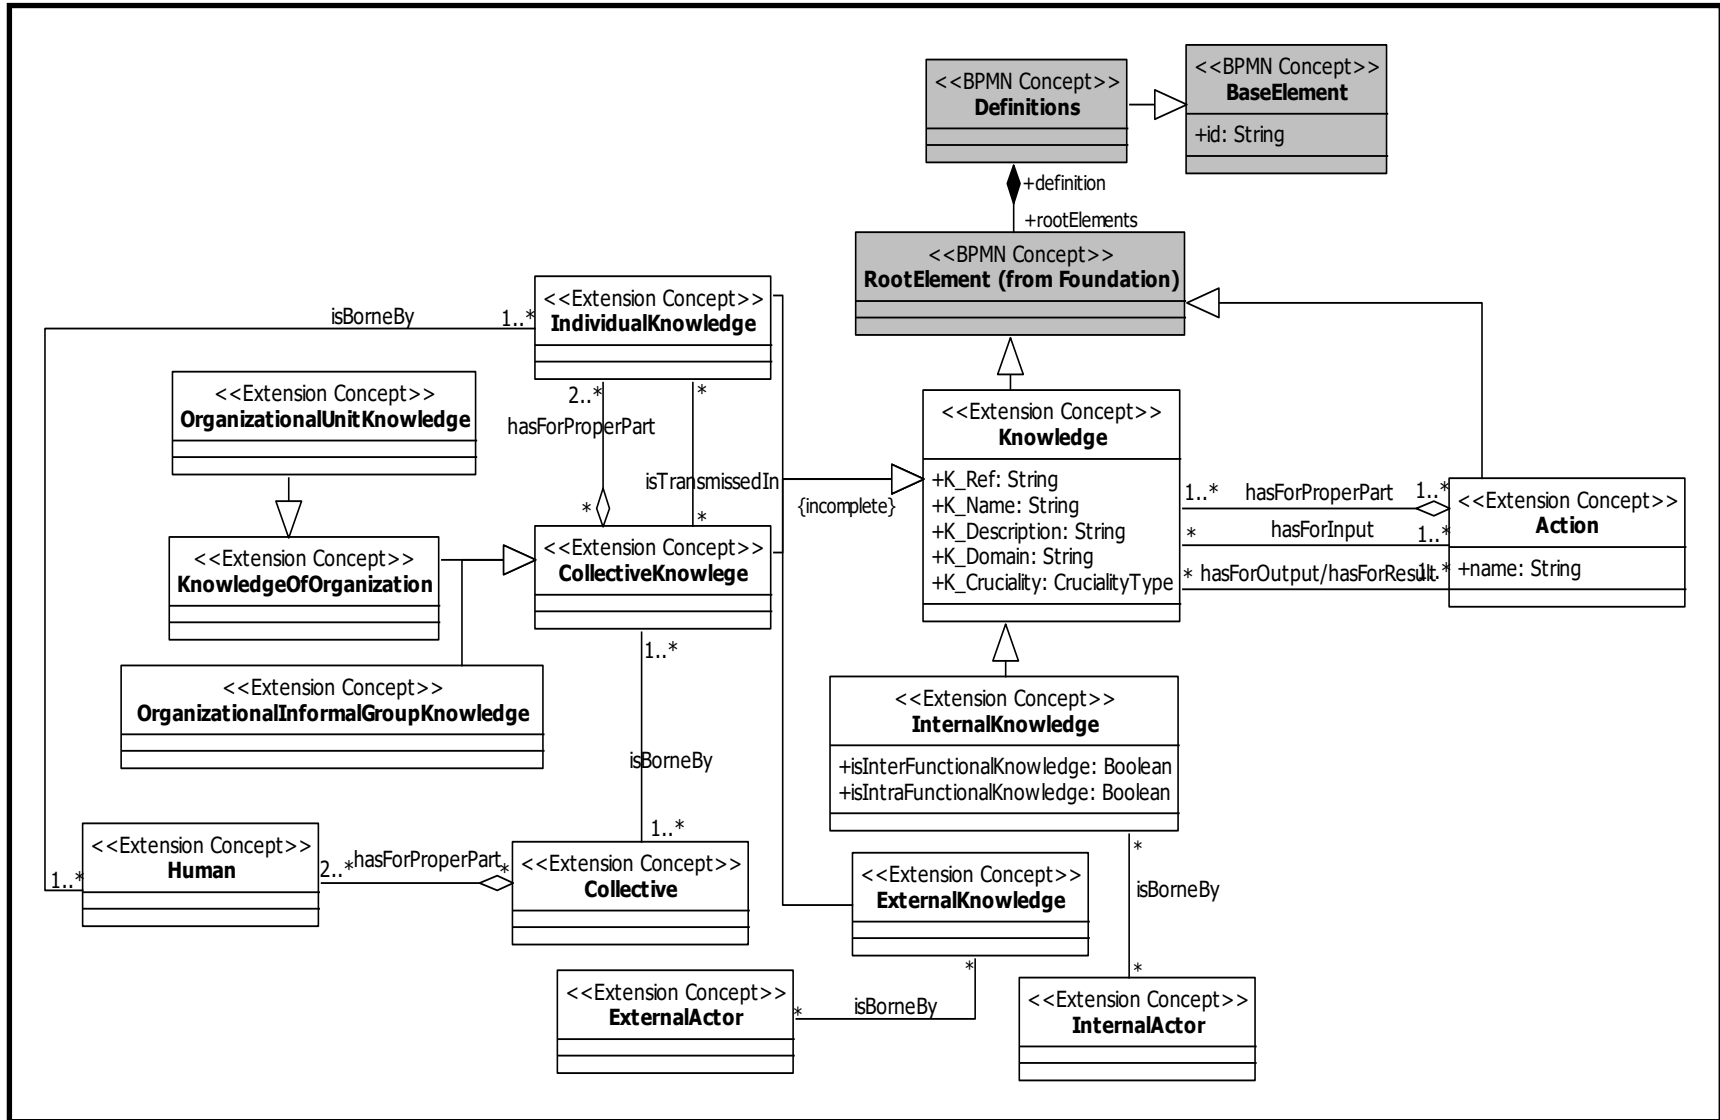 <<BPMN Concept>>
BaseElement
+id: String
<<BPMN Concept>>
Definitions
+definition
+rootElements
<<BPMN Concept>>
RootElement (from Foundation)
<<Extension Concept>>
IndividualKnowledge
isBorneBy
1..*
1..*
<<Extension Concept>>
OrganizationalUnitKnowledge
2..*
*
hasForProperPart
isTransmissedIn
*
*
{incomplete}
<<Extension Concept>>
Knowledge
+K_Ref: String
+K_Name: String
+K_Description: String
+K_Domain: String
+K_Cruciality: CrucialityType
1..*
hasForProperPart
1..*
*
hasForInput
1..*
*
hasForOutput/hasForResult
1..*
<<Extension Concept>>
Action
+name: String
<<Extension Concept>>
KnowledgeOfOrganization
<<Extension Concept>>
CollectiveKnowlege
<<Extension Concept>>
OrganizationalInformalGroupKnowledge
1..*
isBorneBy
1..*
<<Extension Concept>>
InternalKnowledge
+isInterFunctionalKnowledge: Boolean
+isIntraFunctionalKnowledge: Boolean
<<Extension Concept>>
Human
2..*
hasForProperPart
*
<<Extension Concept>>
Collective
<<Extension Concept>>
ExternalKnowledge
*
isBorneBy
*
*
isBorneBy
*
<<Extension Concept>>
ExternalActor
<<Extension Concept>>
InternalActor